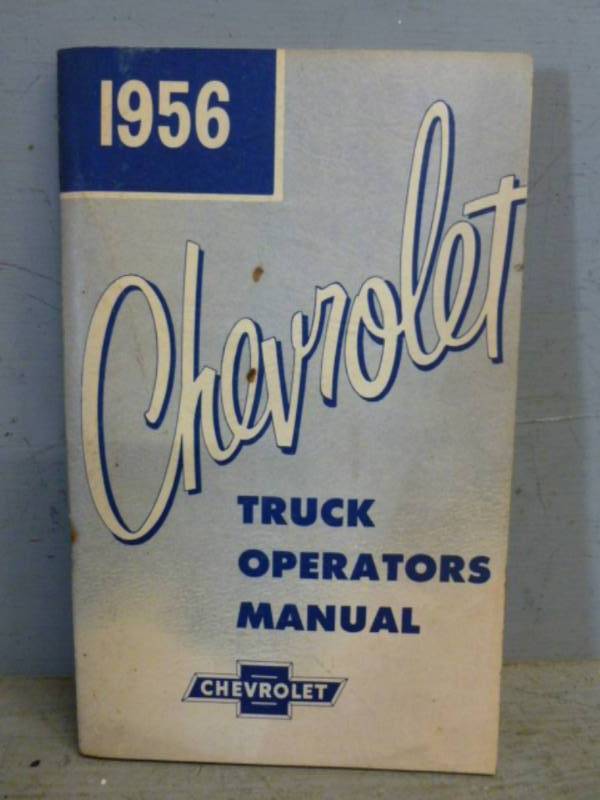 1956
Chevrolet
TRUCK
OPERATORS
MANUAL
CHEVROLET